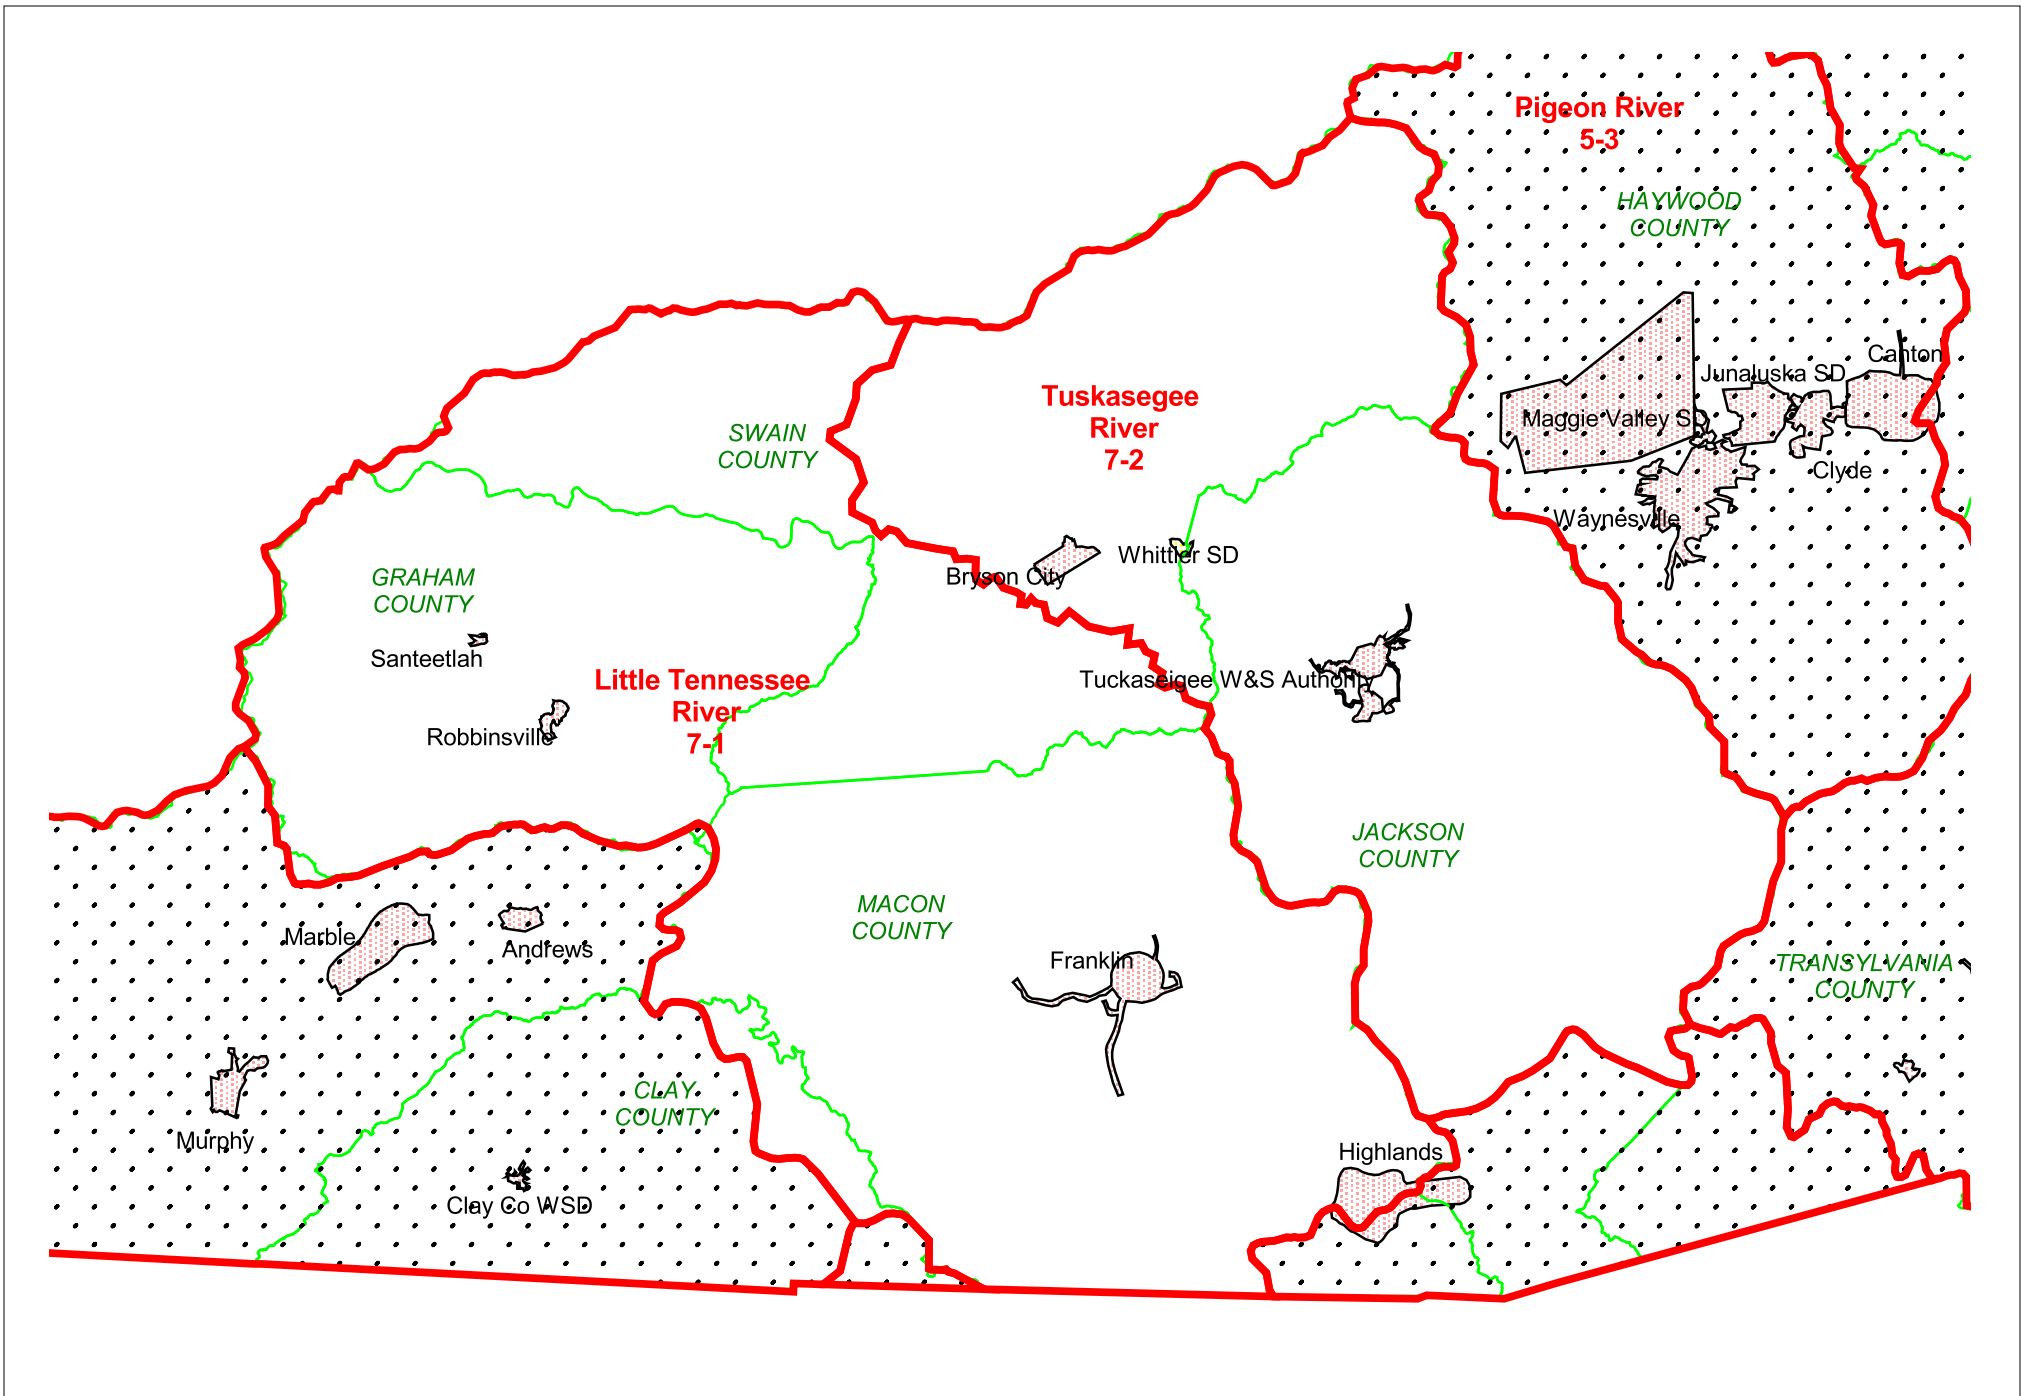 Pigeon River
5-3
HAYWOOD
COUNTY
Canton
Junaluska SD
Maggie Valley SD
Clyde
Waynesville
Tuskasegee
River
7-2
SWAIN
COUNTY
Whittler SD
Bryson City
GRAHAM
COUNTY
Santeetlah
Little Tennessee
River
7-1
Robbinsville
Tuckaseigee W&S Authority
JACKSON
COUNTY
MACON
COUNTY
Franklin
Marble
Andrews
TRANSYLVANIA
COUNTY
CLAY
COUNTY
Murphy
Highlands
Clay Co WSD